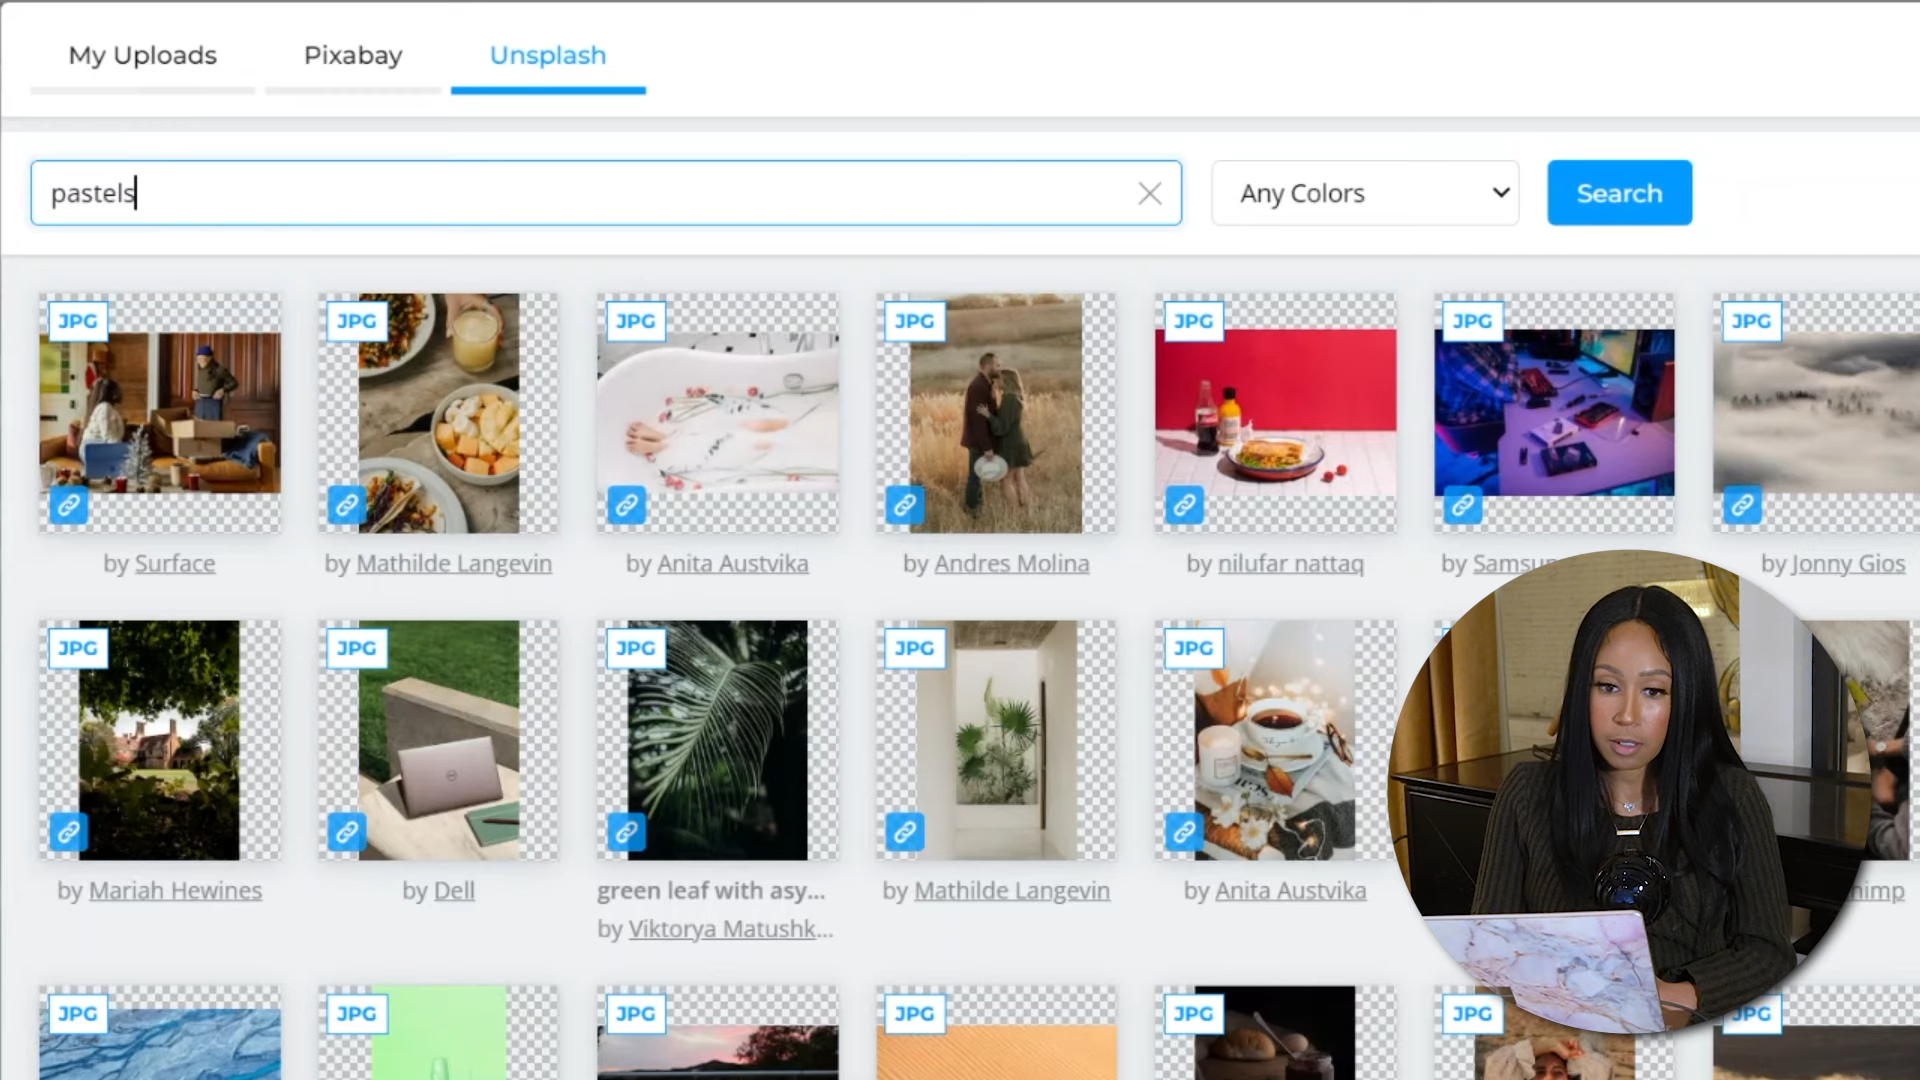 My Uploads
Pixabay
Unsplash
pastels
Any Colors
Search
JPG
JPG
JPG
JPG
JPG
JPG
JPG
by Surface
by Mathilde Langevin
by Anita Austvika
by Andres Molina
by nilufar nattaq
by Samsun
by Jonny Gios
JPG
JPG
JPG
JPG
JPG
by Mariah Hewines
by Dell
green leaf with asy...
by Viktorya Matushk...
by Mathilde Langevin
by Anita Austvika
himp
JPG
JPG
JPG
JPG
JPG
JPG
JPG